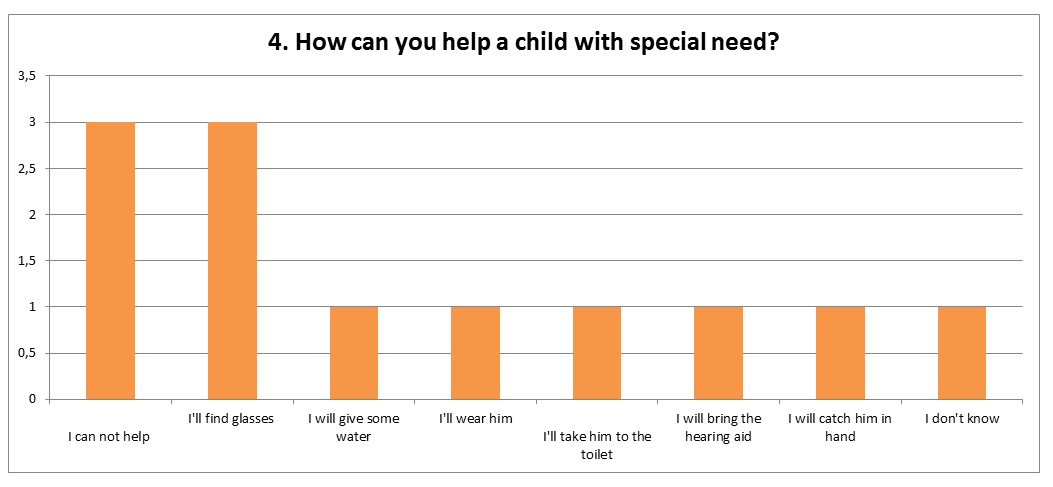 4. How can you help a child with special need?
3,5
3
2,5
2
1,5
1
0,5
0
I can not help
I'll find glasses
I will give some
water
I'll wear him
I'll take him to the
toilet
I will bring the
hearing aid
I will catch him in
hand
I don't know